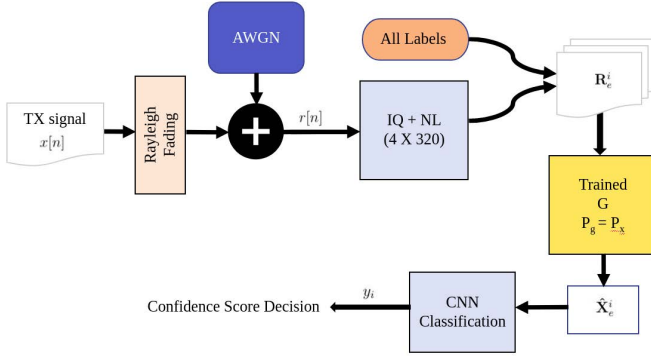 AWGN
All Labels
TX signal
x[n]
Rayleigh
Fading
+
r[n]
IQ + NL
(4 X 320)
R_e^i
Trained
G
P_g = P_x
Confidence Score Decision
y_i
CNN
Classification
X̂_e^i